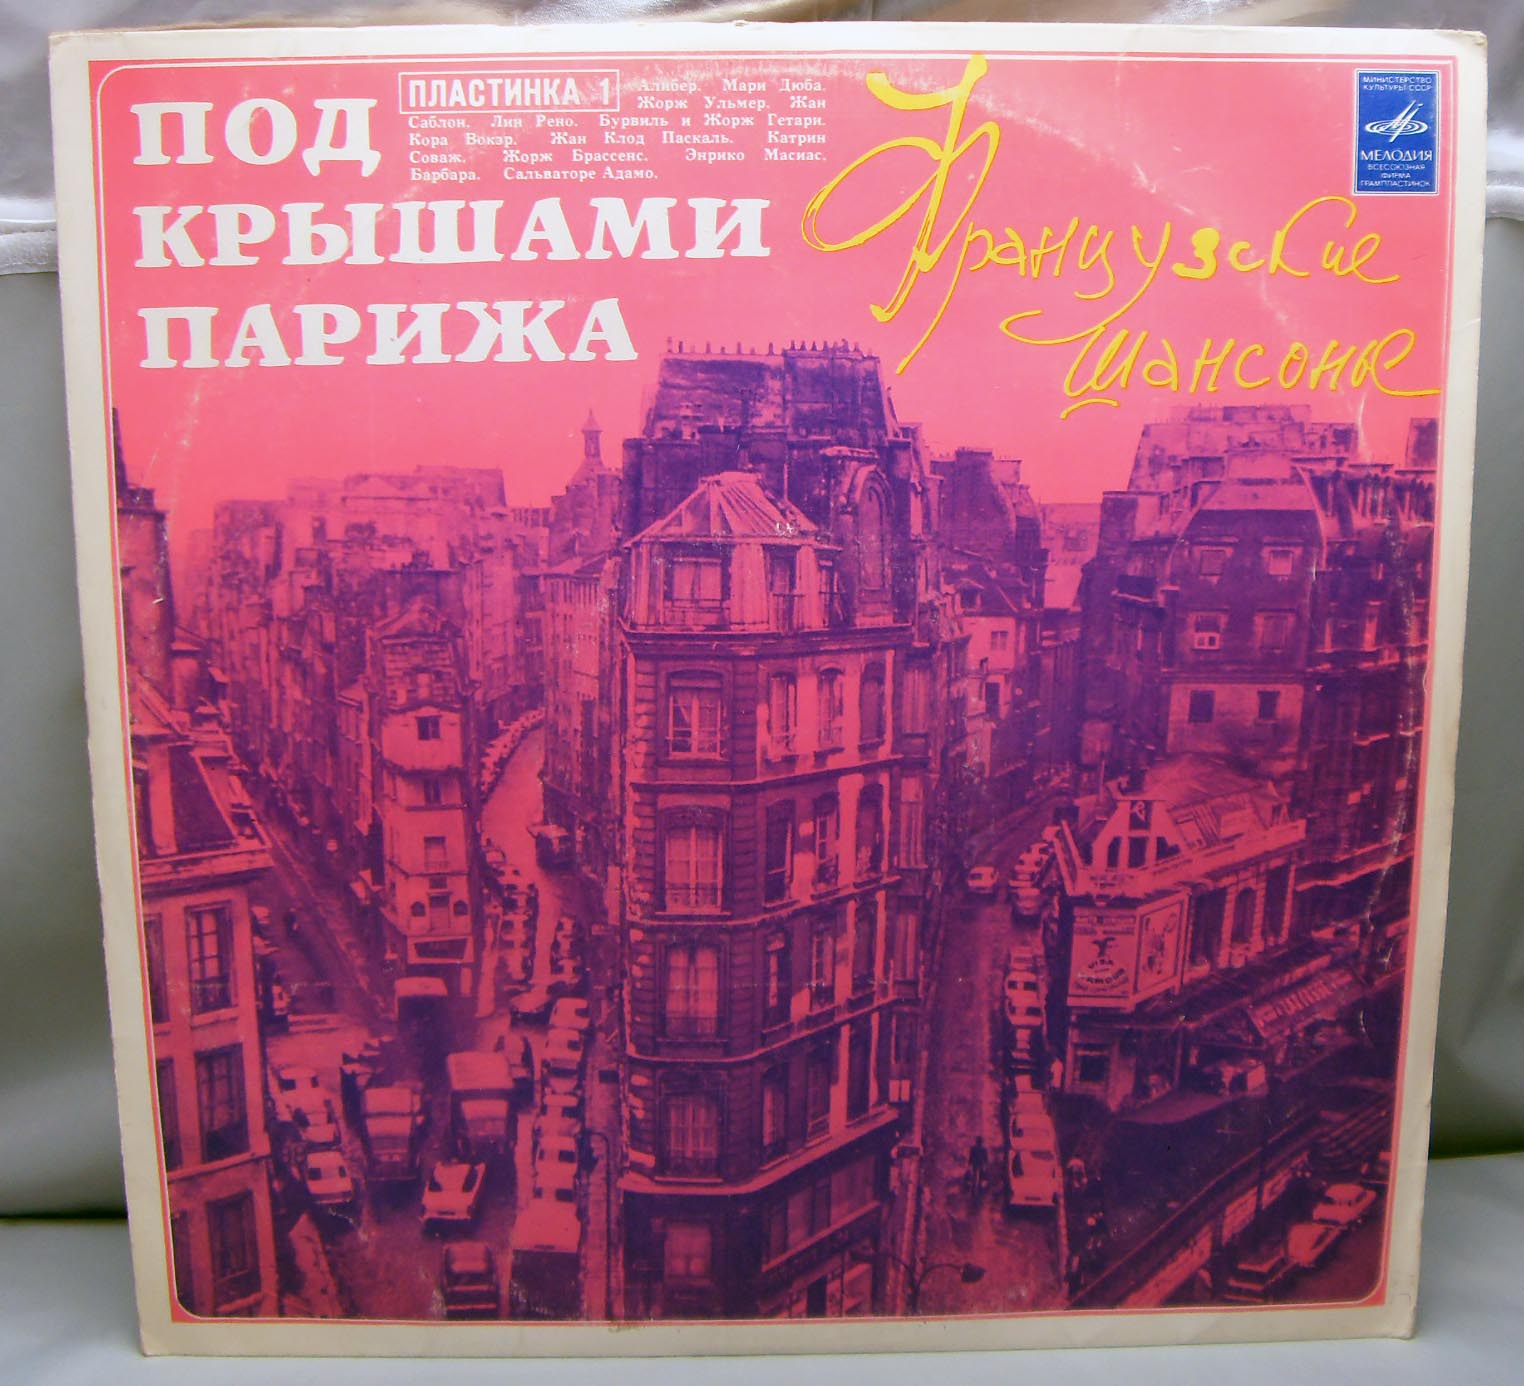 ПОД
КРЫШАМИ
ПАРИЖА
ПЛАСТИНКА 1
Алибер. Мари Дюба.
Жорж Ульмер. Жан
Саблон. Лин Рено. Бурвиль и Жорж Гетари.
Кора Вокэр. Жан Клод Паскаль. Катрин
Соваж. Жорж Брассенс. Энрико Масиас.
Барбара. Сальваторе Адамо.
Французские
шансонье
МИНИСТЕРСТВО
КУЛЬТУРЫ СССР
МЕЛОДИЯ
ВСЕСОЮЗНАЯ
ФИРМА
ГРАМПЛАСТИНОК